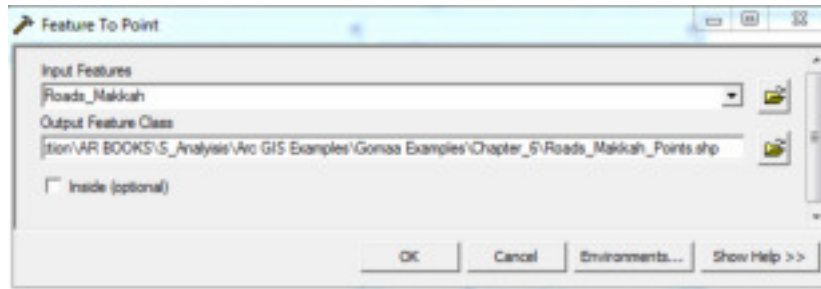 Feature To Point
Input Features
Roads_Makkah
Output Feature Class
tion\AR BOOKS\S_Analysis\Arc GIS Examples\Gomaa Examples\Chapter_6\Roads_Makkah_Points.shp
Inside (optional)
OK Cancel Environments... Show Help >>